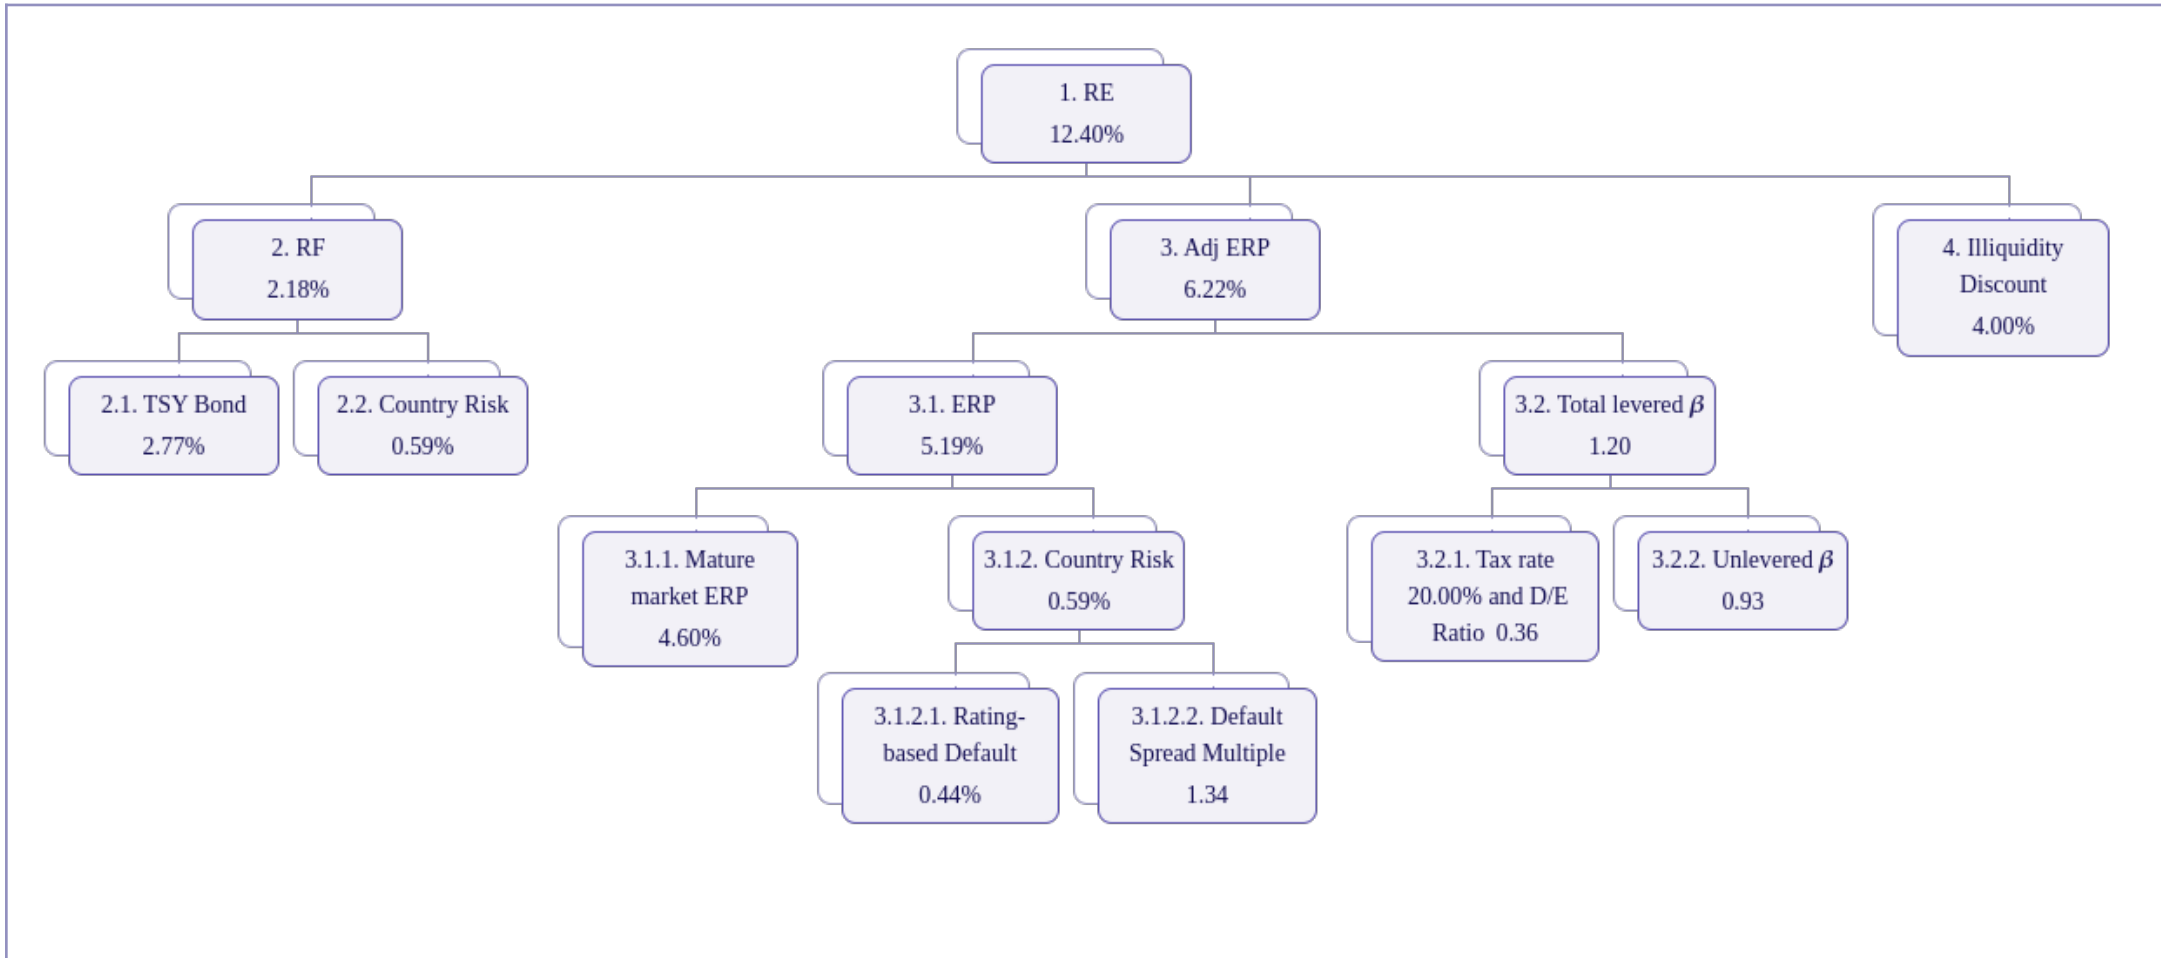 1. RE
12.40%
2. RF
2.18%
3. Adj ERP
6.22%
4. Illiquidity
Discount
4.00%
2.1. TSY Bond
2.77%
2.2. Country Risk
0.59%
3.1. ERP
5.19%
3.2. Total levered β
1.20
3.1.1. Mature
market ERP
4.60%
3.1.2. Country Risk
0.59%
3.2.1. Tax rate
20.00% and D/E
Ratio 0.36
3.2.2. Unlevered β
0.93
3.1.2.1. Rating-
based Default
0.44%
3.1.2.2. Default
Spread Multiple
1.34